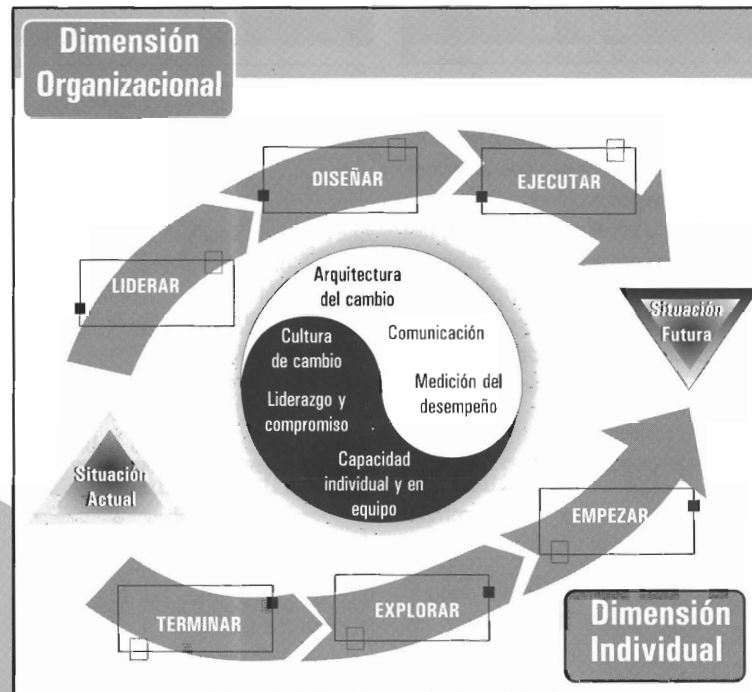 Dimensión
Organizacional
DISEÑAR
EJECUTAR
LIDERAR
Arquitectura
del cambio
Comunicación
Cultura
de cambio
Medición del
desempeño
Liderazgo y
compromiso
Capacidad
individual y en
equipo
Situación
Futura
Situación
Actual
EMPEZAR
EXPLORAR
TERMINAR
Dimensión
Individual